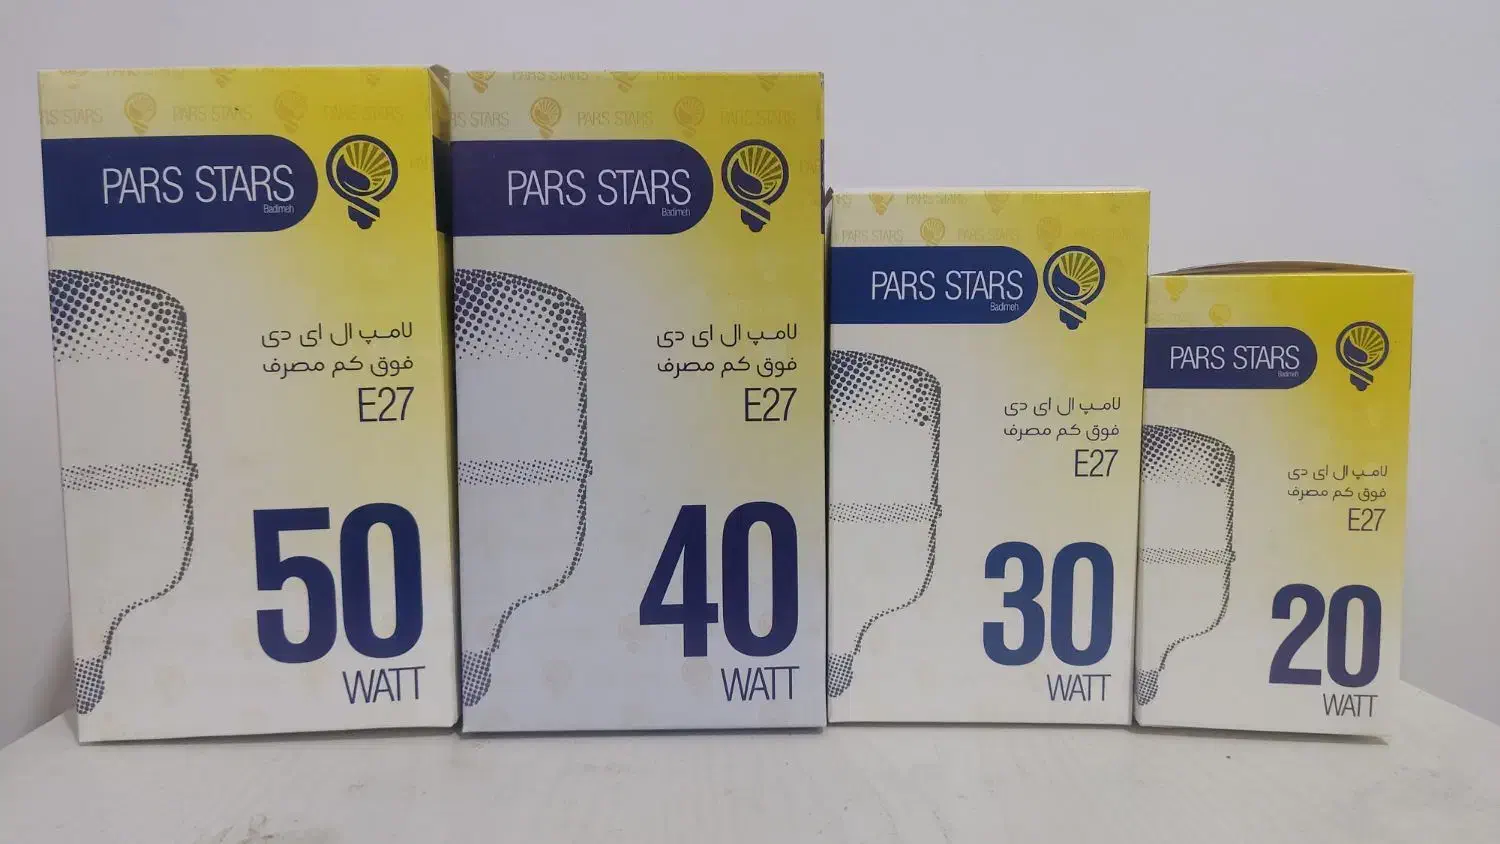 PARS STARS
Badimeh
لامپ ال ای دی
فوق کم مصرف
E27
50
WATT
PARS STARS
Badimeh
لامپ ال ای دی
فوق کم مصرف
E27
40
WATT
PARS STARS
Badimeh
لامپ ال ای دی
فوق کم مصرف
E27
30
WATT
PARS STARS
Badimeh
لامپ ال ای دی
فوق کم مصرف
E27
20
WATT